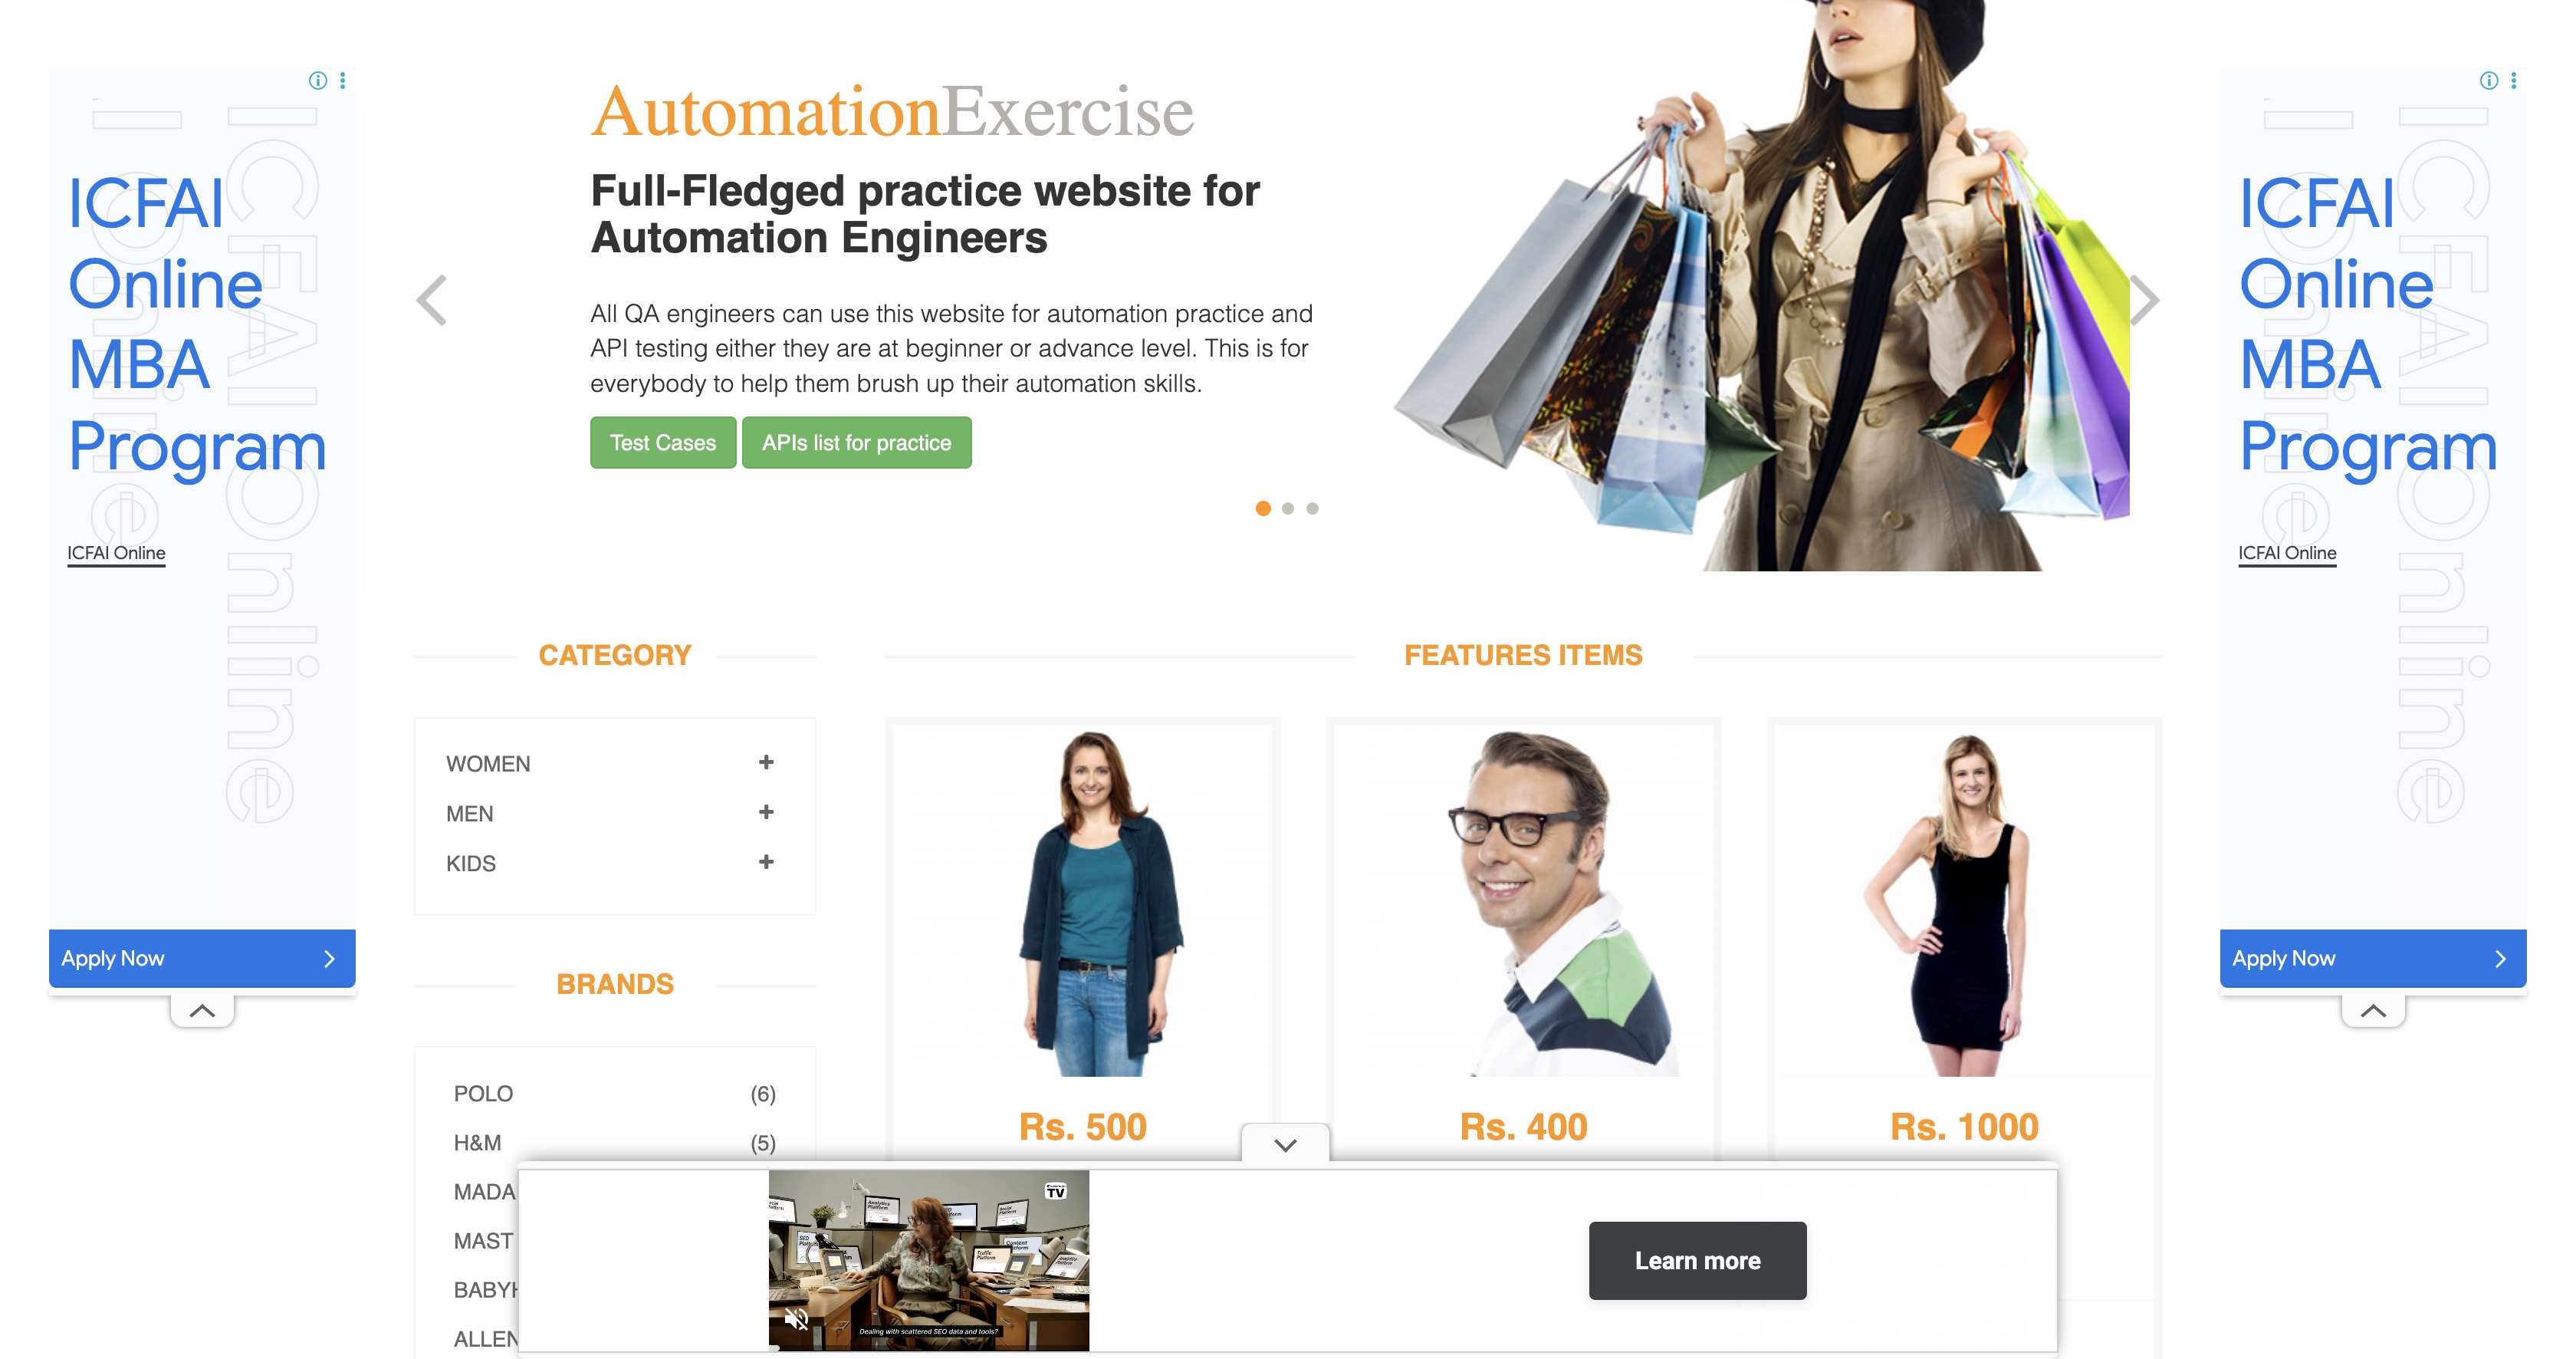 ICFAI
Online
MBA
Program
ICFAI Online
ICFAI Online
Apply Now
AutomationExercise
Full-Fledged practice website for
Automation Engineers
All QA engineers can use this website for automation practice and
API testing either they are at beginner or advance level. This is for
everybody to help them brush up their automation skills.
Test Cases
APIs list for practice
CATEGORY
WOMEN
MEN
KIDS
BRANDS
POLO (6)
H&M (5)
MADA
MAST
BABYH
ALLEN
FEATURES ITEMS
Rs. 500
Rs. 400
Rs. 1000
TV
Dealing with scattered SEO data and tools?
Learn more
ICFAI
Online
MBA
Program
ICFAI Online
ICFAI Online
Apply Now